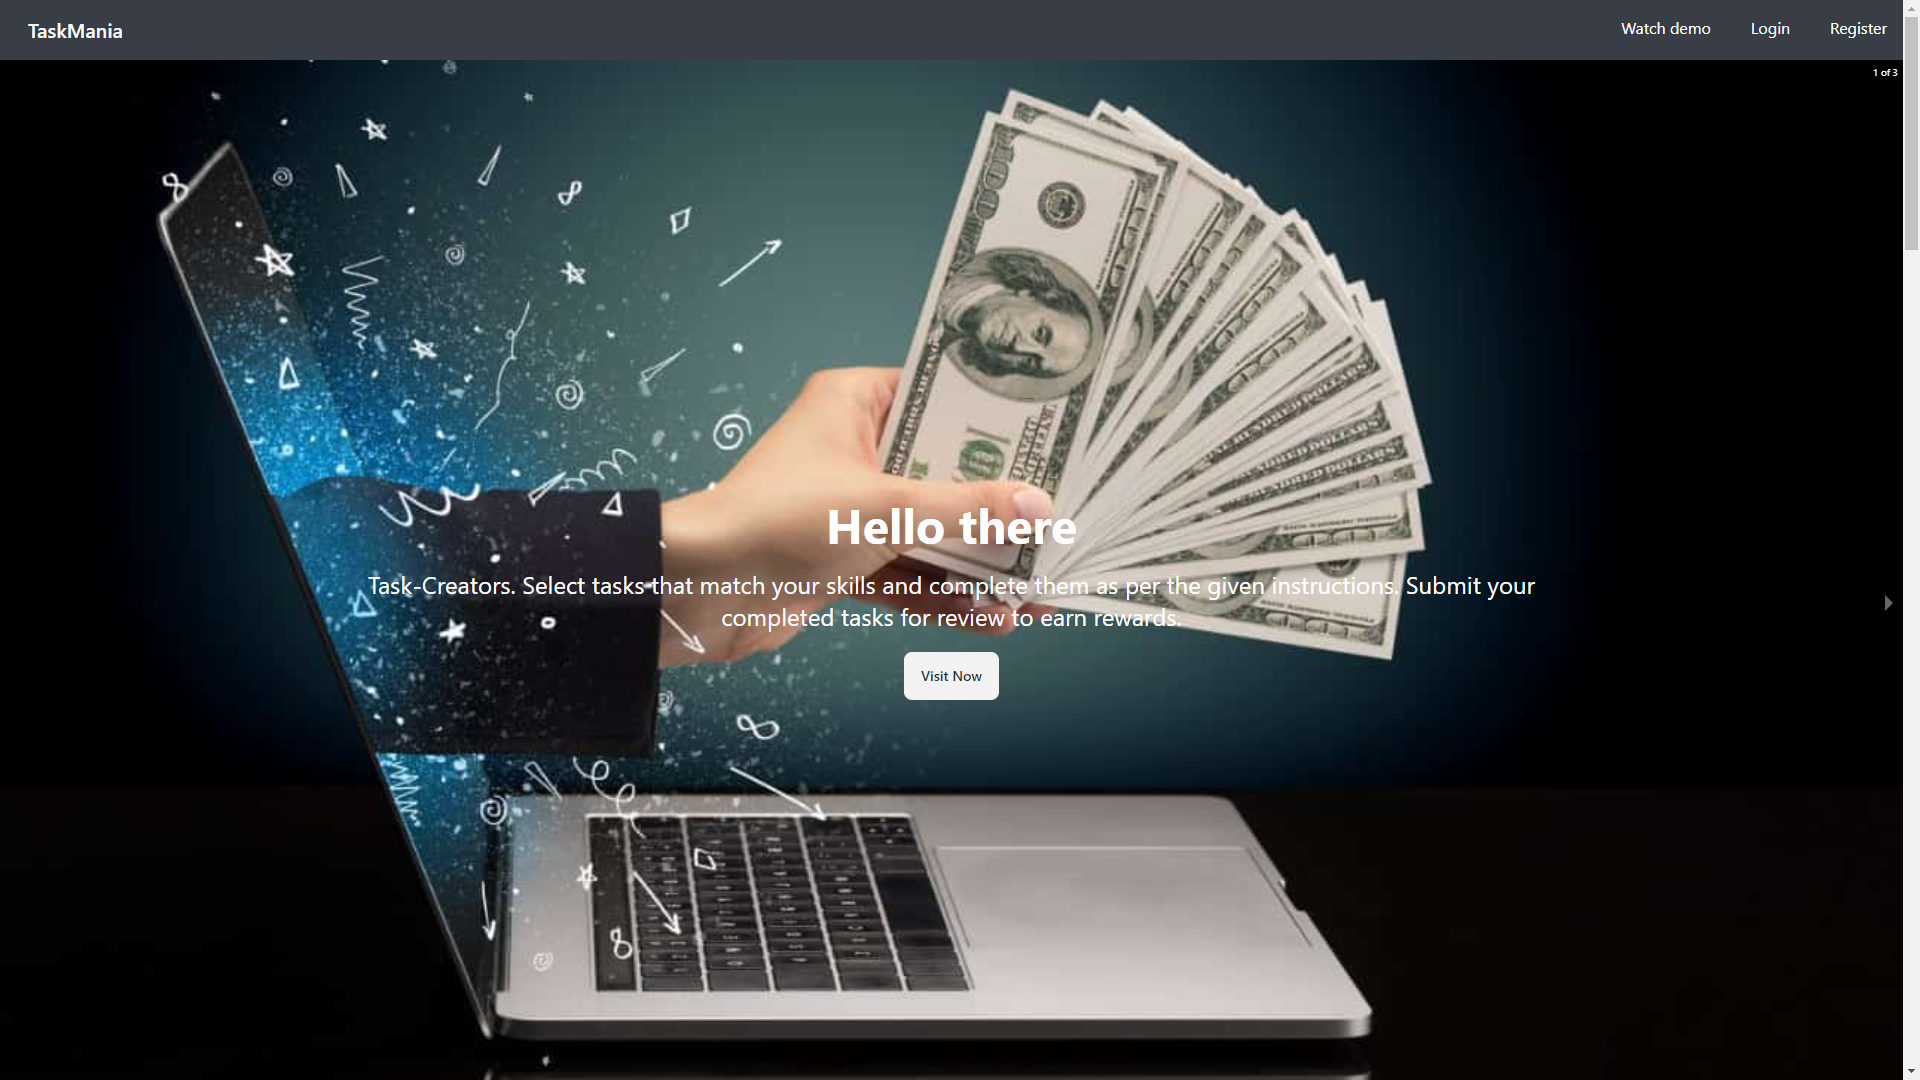 TaskMania
Watch demo
Login
Register
1 of 3
Hello there
Task-Creators. Select tasks that match your skills and complete them as per the given instructions. Submit your
completed tasks for review to earn rewards.
Visit Now